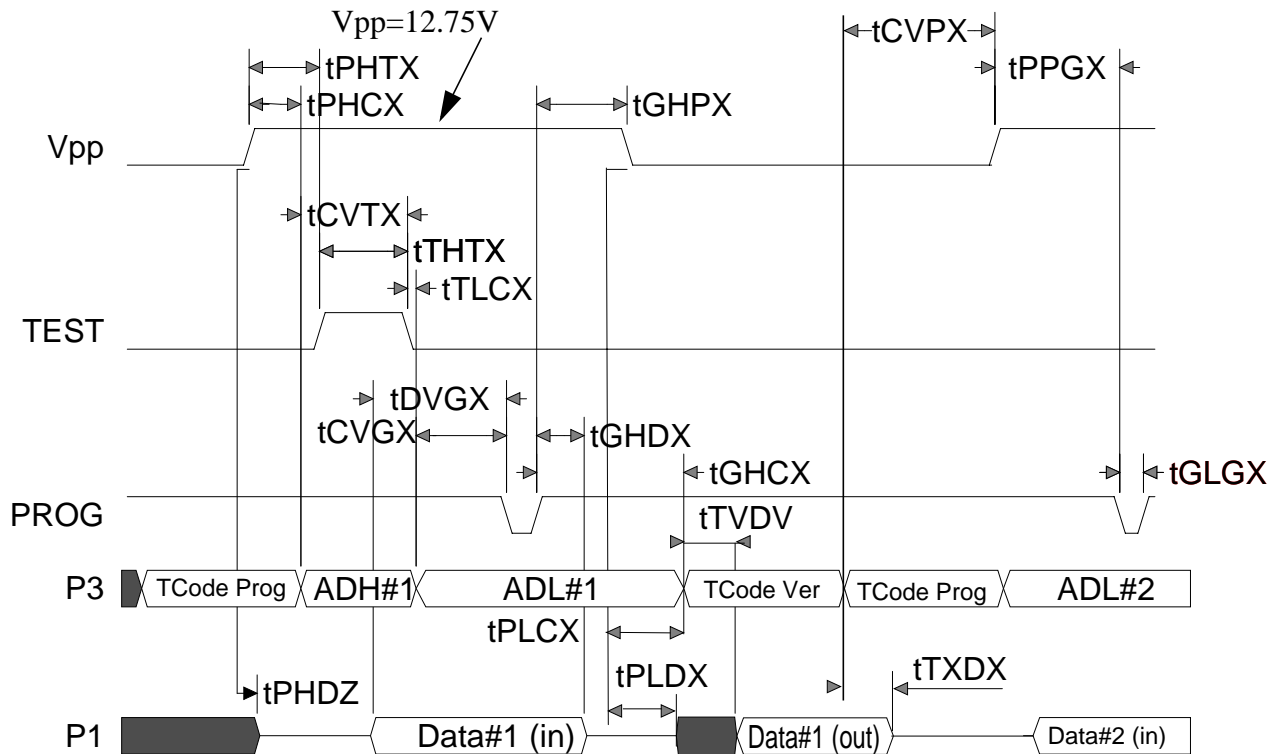 Vpp=12.75V
tCVPX
tPHTX
tPPGX
tPHCX
tGHPX
Vpp
tCVTX
tTHTX
tTLCX
TEST
tDVGX
tCVGX
tGHDX
tGHCX
tGLGX
PROG
tTVDV
P3 TCode Prog ADH#1 ADL#1 TCode Ver TCode Prog ADL#2
tPLCX
tPLDX
tTXDX
tPHDZ
P1 Data#1 (in) Data#1 (out) Data#2 (in)